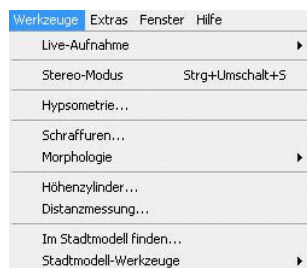 Werkzeuge Extras Fenster Hilfe
Live-Aufnahme
Stereo-Modus Strg+Umschalt+S
Hypsometrie...
Schraffuren...
Morphologie
Höhenzylinder...
Distanzmessung...
Im Stadtmodell finden...
Stadtmodell-Werkzeuge